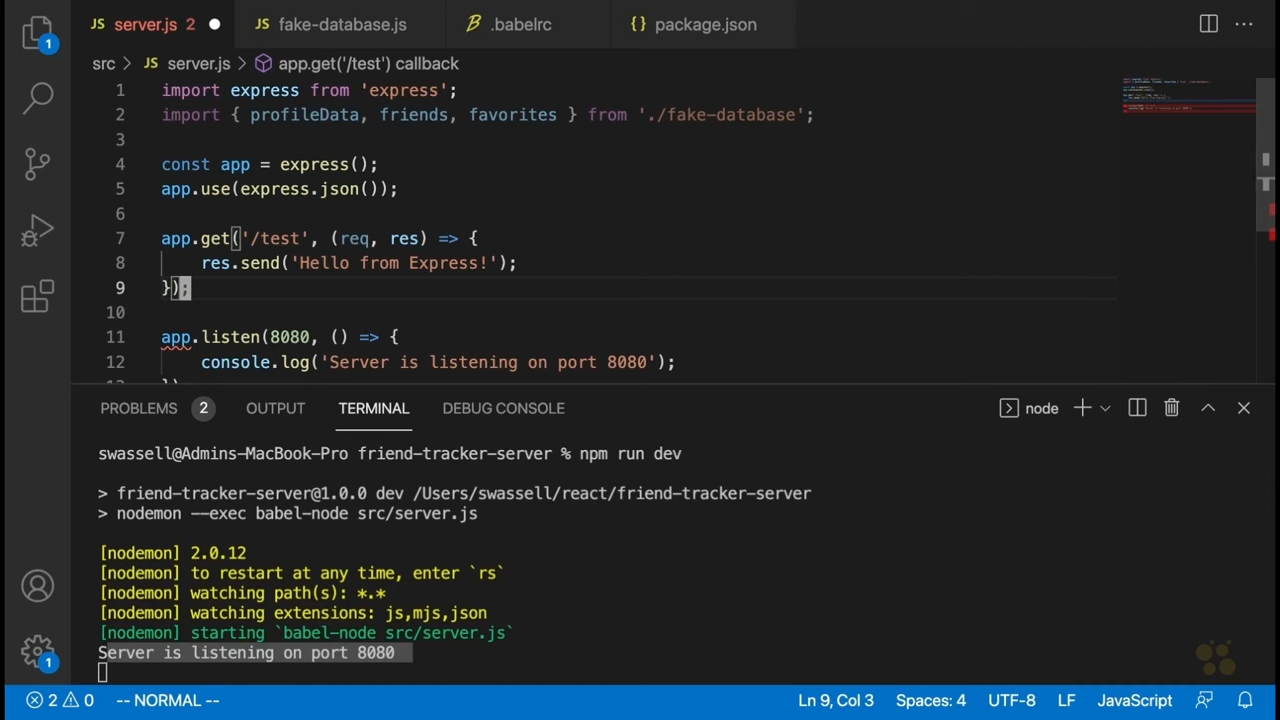 JS server.js 2 ● JS fake-database.js .babelrc {} package.json
src > JS server.js > app.get('/test') callback
1 import express from 'express';
2 import { profileData, friends, favorites } from './fake-database';
3
4 const app = express();
5 app.use(express.json());
6
7 app.get('/test', (req, res) => {
8 res.send('Hello from Express!');
9 });
10
11 app.listen(8080, () => {
12 console.log('Server is listening on port 8080');
PROBLEMS 2 OUTPUT TERMINAL DEBUG CONSOLE node
swassell@Admins-MacBook-Pro friend-tracker-server % npm run dev
> friend-tracker-server@1.0.0 dev /Users/swassell/react/friend-tracker-server
> nodemon --exec babel-node src/server.js
[nodemon] 2.0.12
[nodemon] to restart at any time, enter `rs`
[nodemon] watching path(s): *.*
[nodemon] watching extensions: js,mjs,json
[nodemon] starting `babel-node src/server.js`
Server is listening on port 8080
1
1
2 0 -- NORMAL -- Ln 9, Col 3 Spaces: 4 UTF-8 LF JavaScript